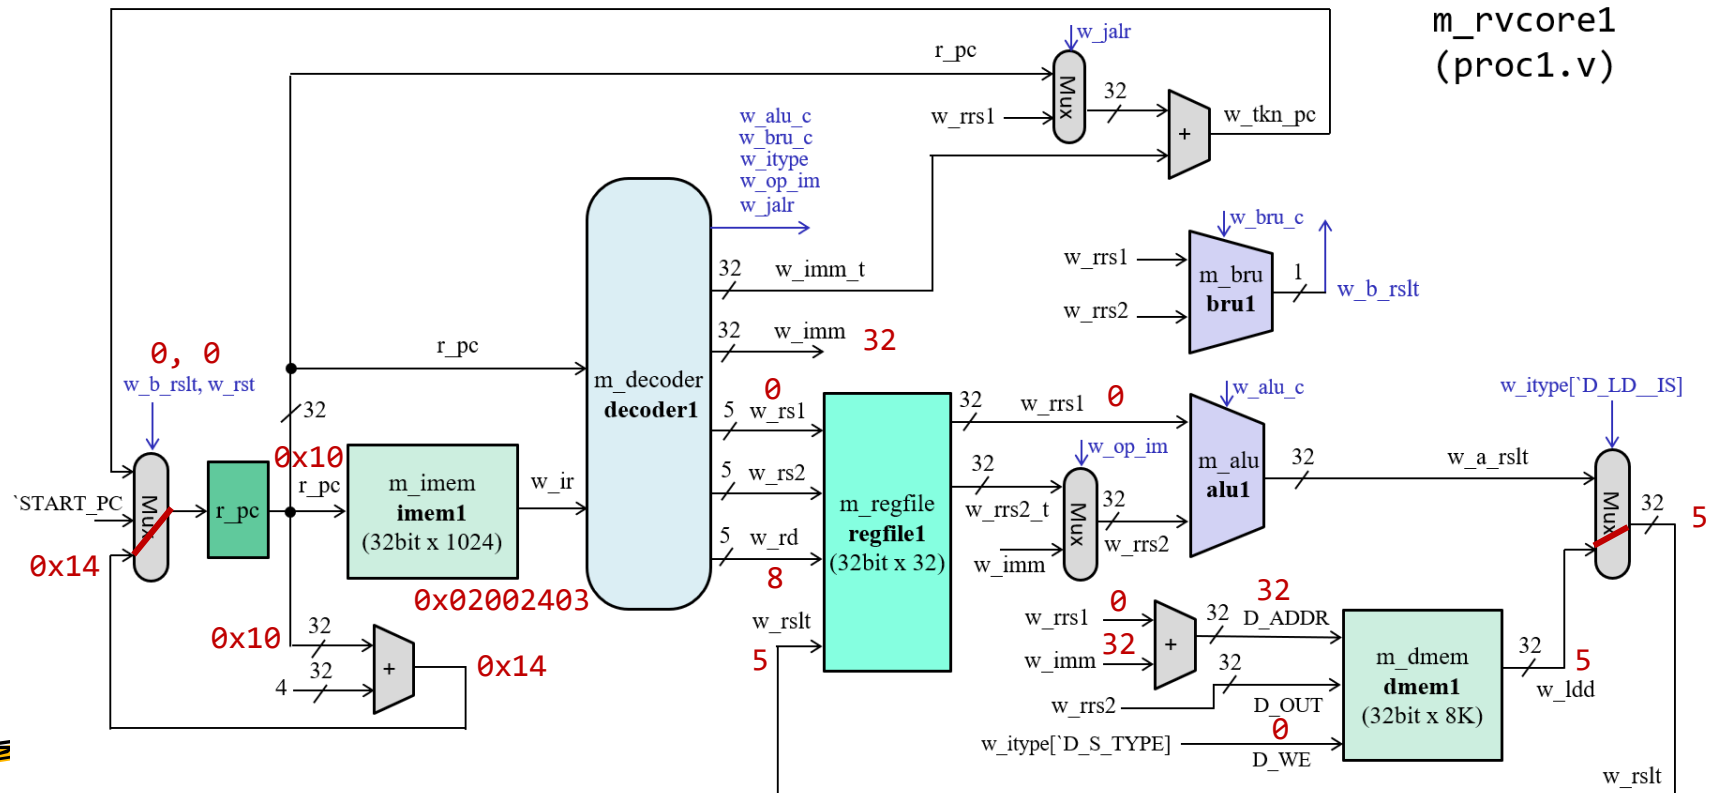 m_rvcore1
(proc1.v)
w_jalr
r_pc
Mux
32
w_rrs1
+
w_tkn_pc
w_alu_c
w_bru_c
w_itype
w_op_im
w_jalr
w_bru_c
w_rrs1
m_bru
bru1
1
w_b_rslt
w_rrs2
32
w_imm_t
32
w_imm
32
0, 0
w_b_rslt, w_rst
r_pc
32
m_decoder
decoder1
0
5
w_rs1
5
w_rs2
5
w_rd
8
w_rslt
5
32
w_rrs1
0
w_alu_c
w_itype[`D_LD__IS]
w_op_im
m_alu
alu1
32
w_a_rslt
Mux
32
5
0x10
r_pc
`START_PC
Mux
r_pc
m_imem
imem1
(32bit x 1024)
w_ir
0x14
0x02002403
m_regfile
regfile1
(32bit x 32)
32
w_rrs2_t
Mux
32
w_rrs2
w_imm
0x10
32
4
32
+
0x14
w_rrs1
0
w_imm
32
+
32
32
D_ADDR
w_rrs2
32
D_OUT
w_itype[`D_S_TYPE]
0
D_WE
m_dmem
dmem1
(32bit x 8K)
32
5
w_ldd
w_rslt